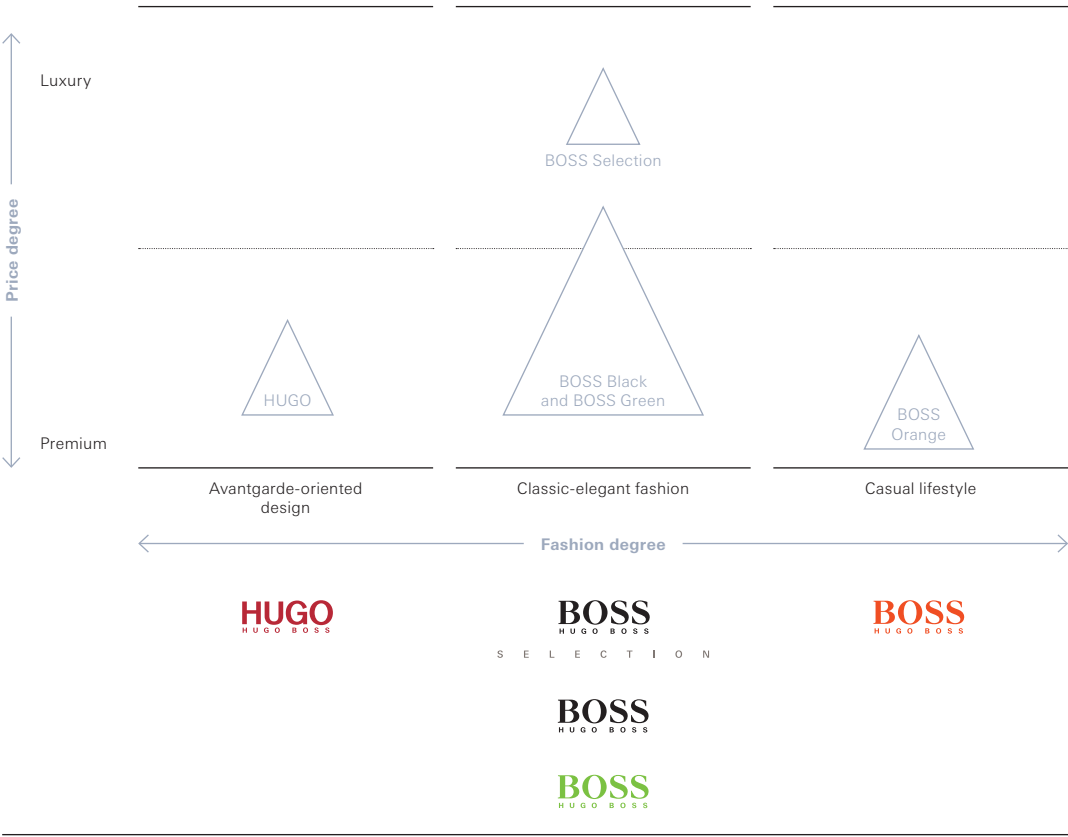 Luxury
BOSS Selection
Price degree
HUGO
BOSS Black
and BOSS Green
BOSS
Orange
Premium
Avantgarde-oriented
design
Classic-elegant fashion
Casual lifestyle
Fashion degree
HUGO
HUGO BOSS
BOSS
HUGO BOSS
SELECTION
BOSS
HUGO BOSS
BOSS
HUGO BOSS
BOSS
HUGO BOSS